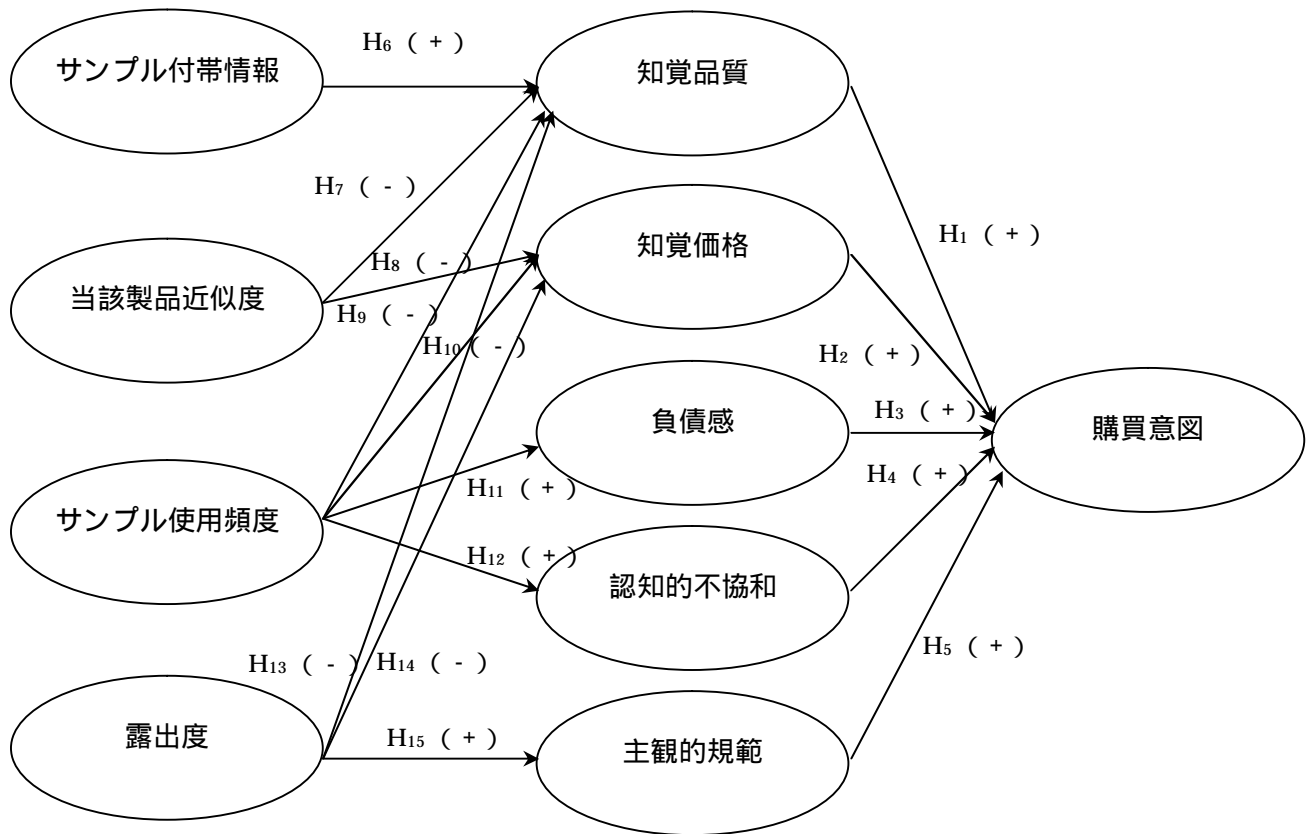 サンプル付帯情報
H6 ( + )
知覚品質
H7 ( - )
H1 ( + )
当該製品近似度
H8 ( - )
知覚価格
H9 ( - )
H10 ( - )
H2 ( + )
負債感
H3 ( + )
購買意図
サンプル使用頻度
H11 ( + )
H4 ( + )
H12 ( + )
認知的不協和
H13 ( - )
H14 ( - )
H5 ( + )
露出度
H15 ( + )
主観的規範